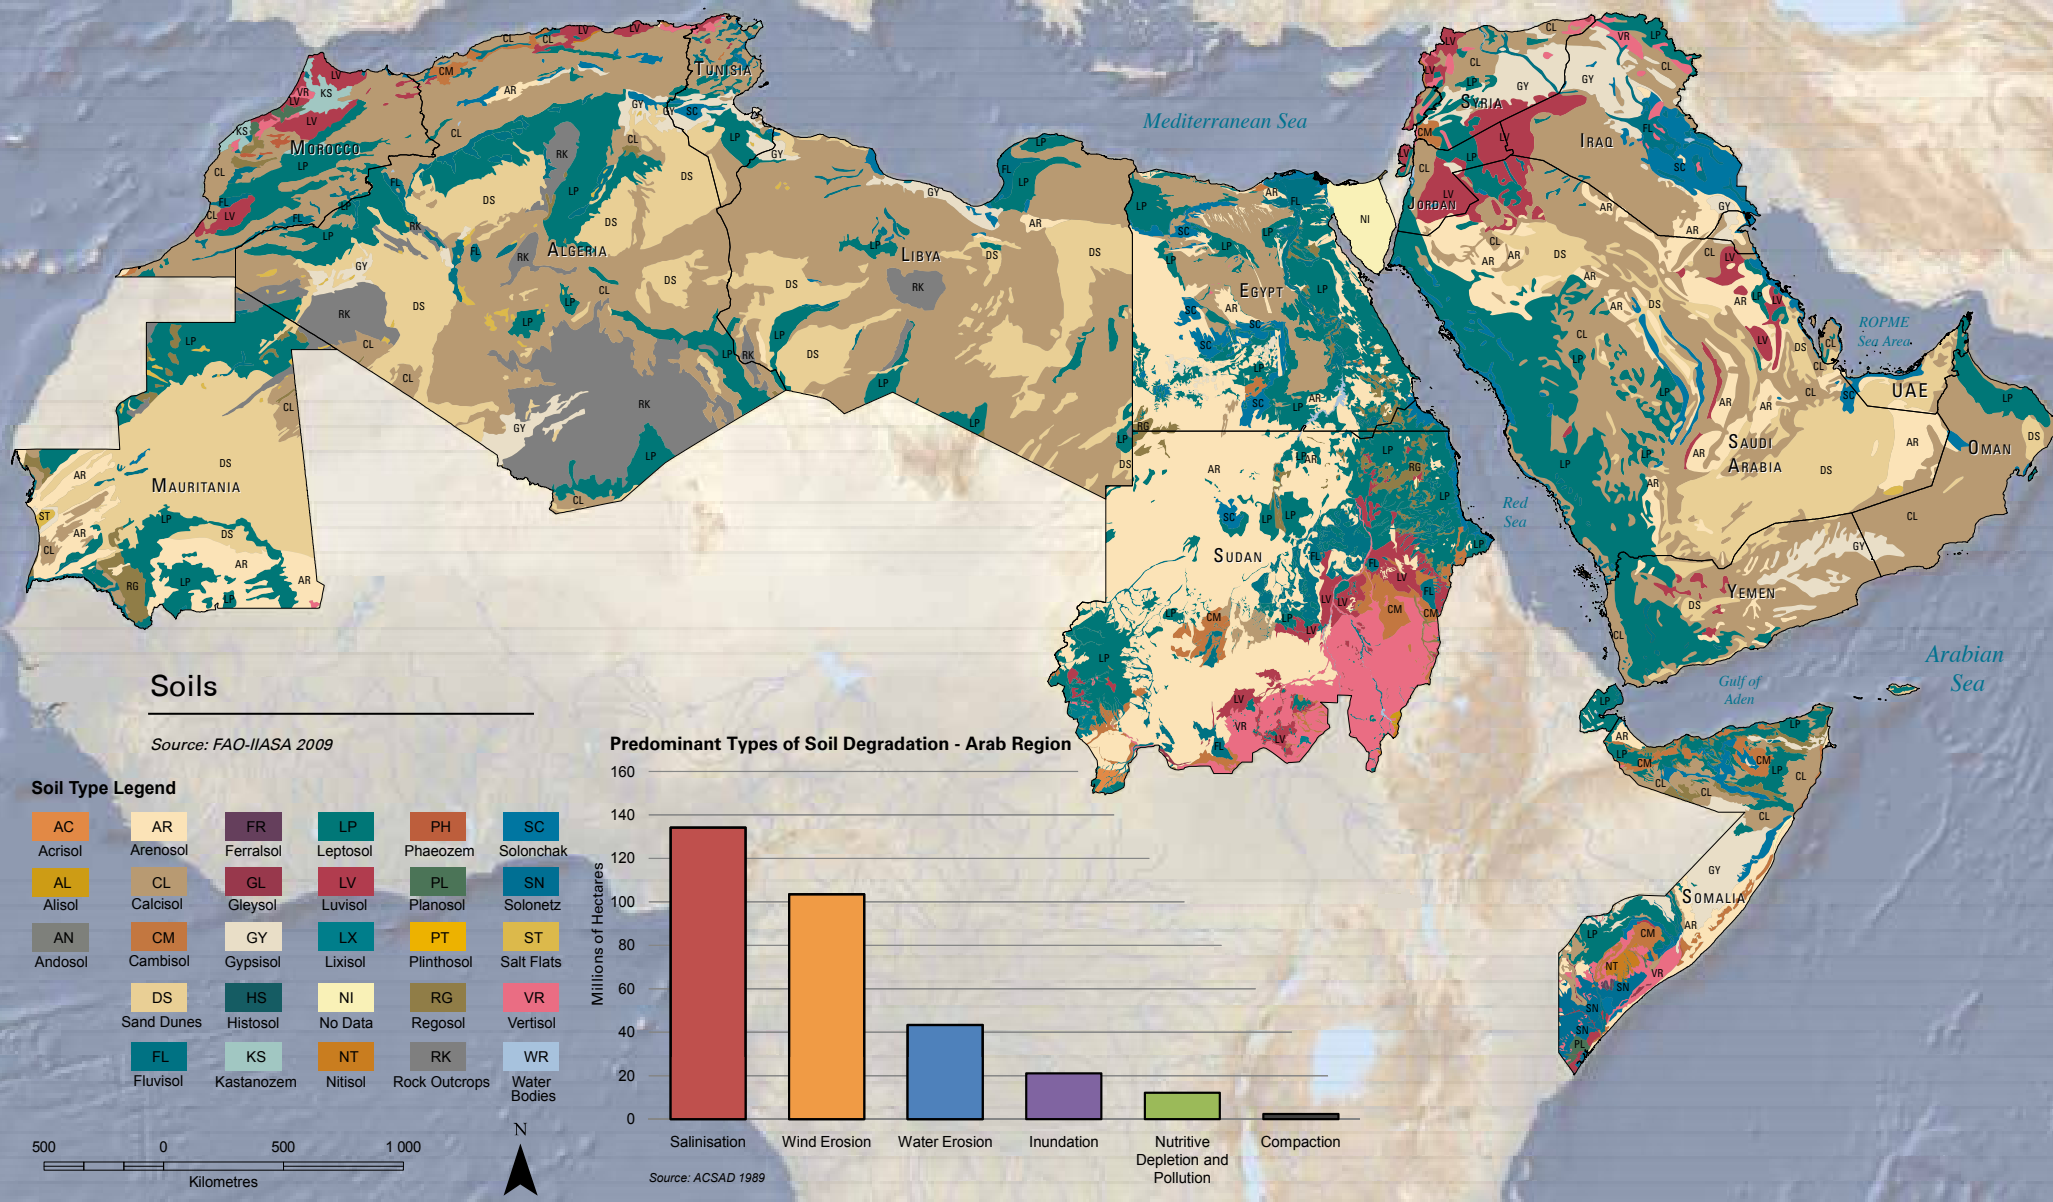 Mediterranean Sea
TUNISIA
MOROCCO
ALGERIA
LIBYA
EGYPT
SYRIA
IRAQ
JORDAN
ROPME
Sea Area
UAE
SAUDI
ARABIA
OMAN
MAURITANIA
Red
Sea
SUDAN
YEMEN
Arabian
Sea
Gulf of
Aden
SOMALIA
Soils
Source: FAO-IIASA 2009
Soil Type Legend
AC AR FR LP PH SC
Acrisol Arenosol Ferralsol Leptosol Phaeozem Solonchak
AL CL GL LV PL SN
Alisol Calcisol Gleysol Luvisol Planosol Solonetz
AN CM GY LX PT ST
Andosol Cambisol Gypsisol Lixisol Plinthosol Salt Flats
DS HS NI RG VR
Sand Dunes Histosol No Data Regosol Vertisol
FL KS NT RK WR
Fluvisol Kastanozem Nitisol Rock Outcrops Water
Bodies
500 0 500 1 000
Kilometres
N
Predominant Types of Soil Degradation - Arab Region
Millions of Hectares
160
140
120
100
80
60
40
20
0
Salinisation Wind Erosion Water Erosion Inundation Nutritive Compaction
Depletion and
Pollution
Source: ACSAD 1989